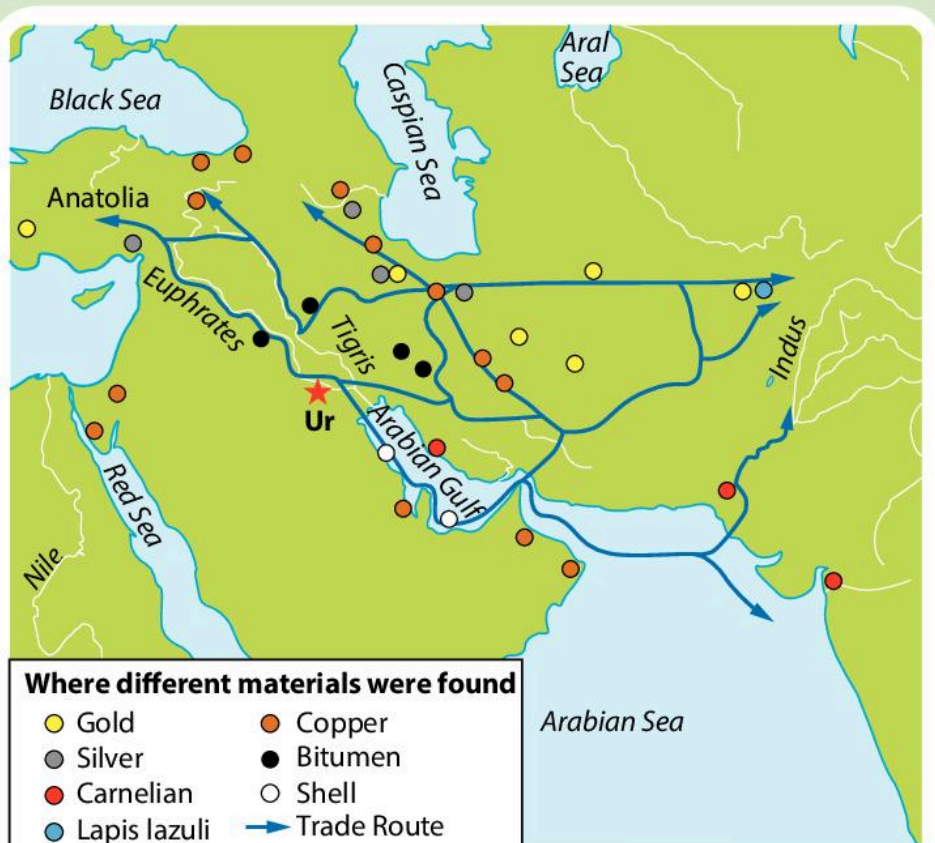 Aral
Sea
Black Sea
Caspian Sea
Anatolia
Euphrates
Tigris
Indus
Ur
Arabian Gulf
Red Sea
Nile
Arabian Sea
Where different materials were found
Gold
Copper
Silver
Bitumen
Carnelian
Shell
Lapis lazuli
Trade Route